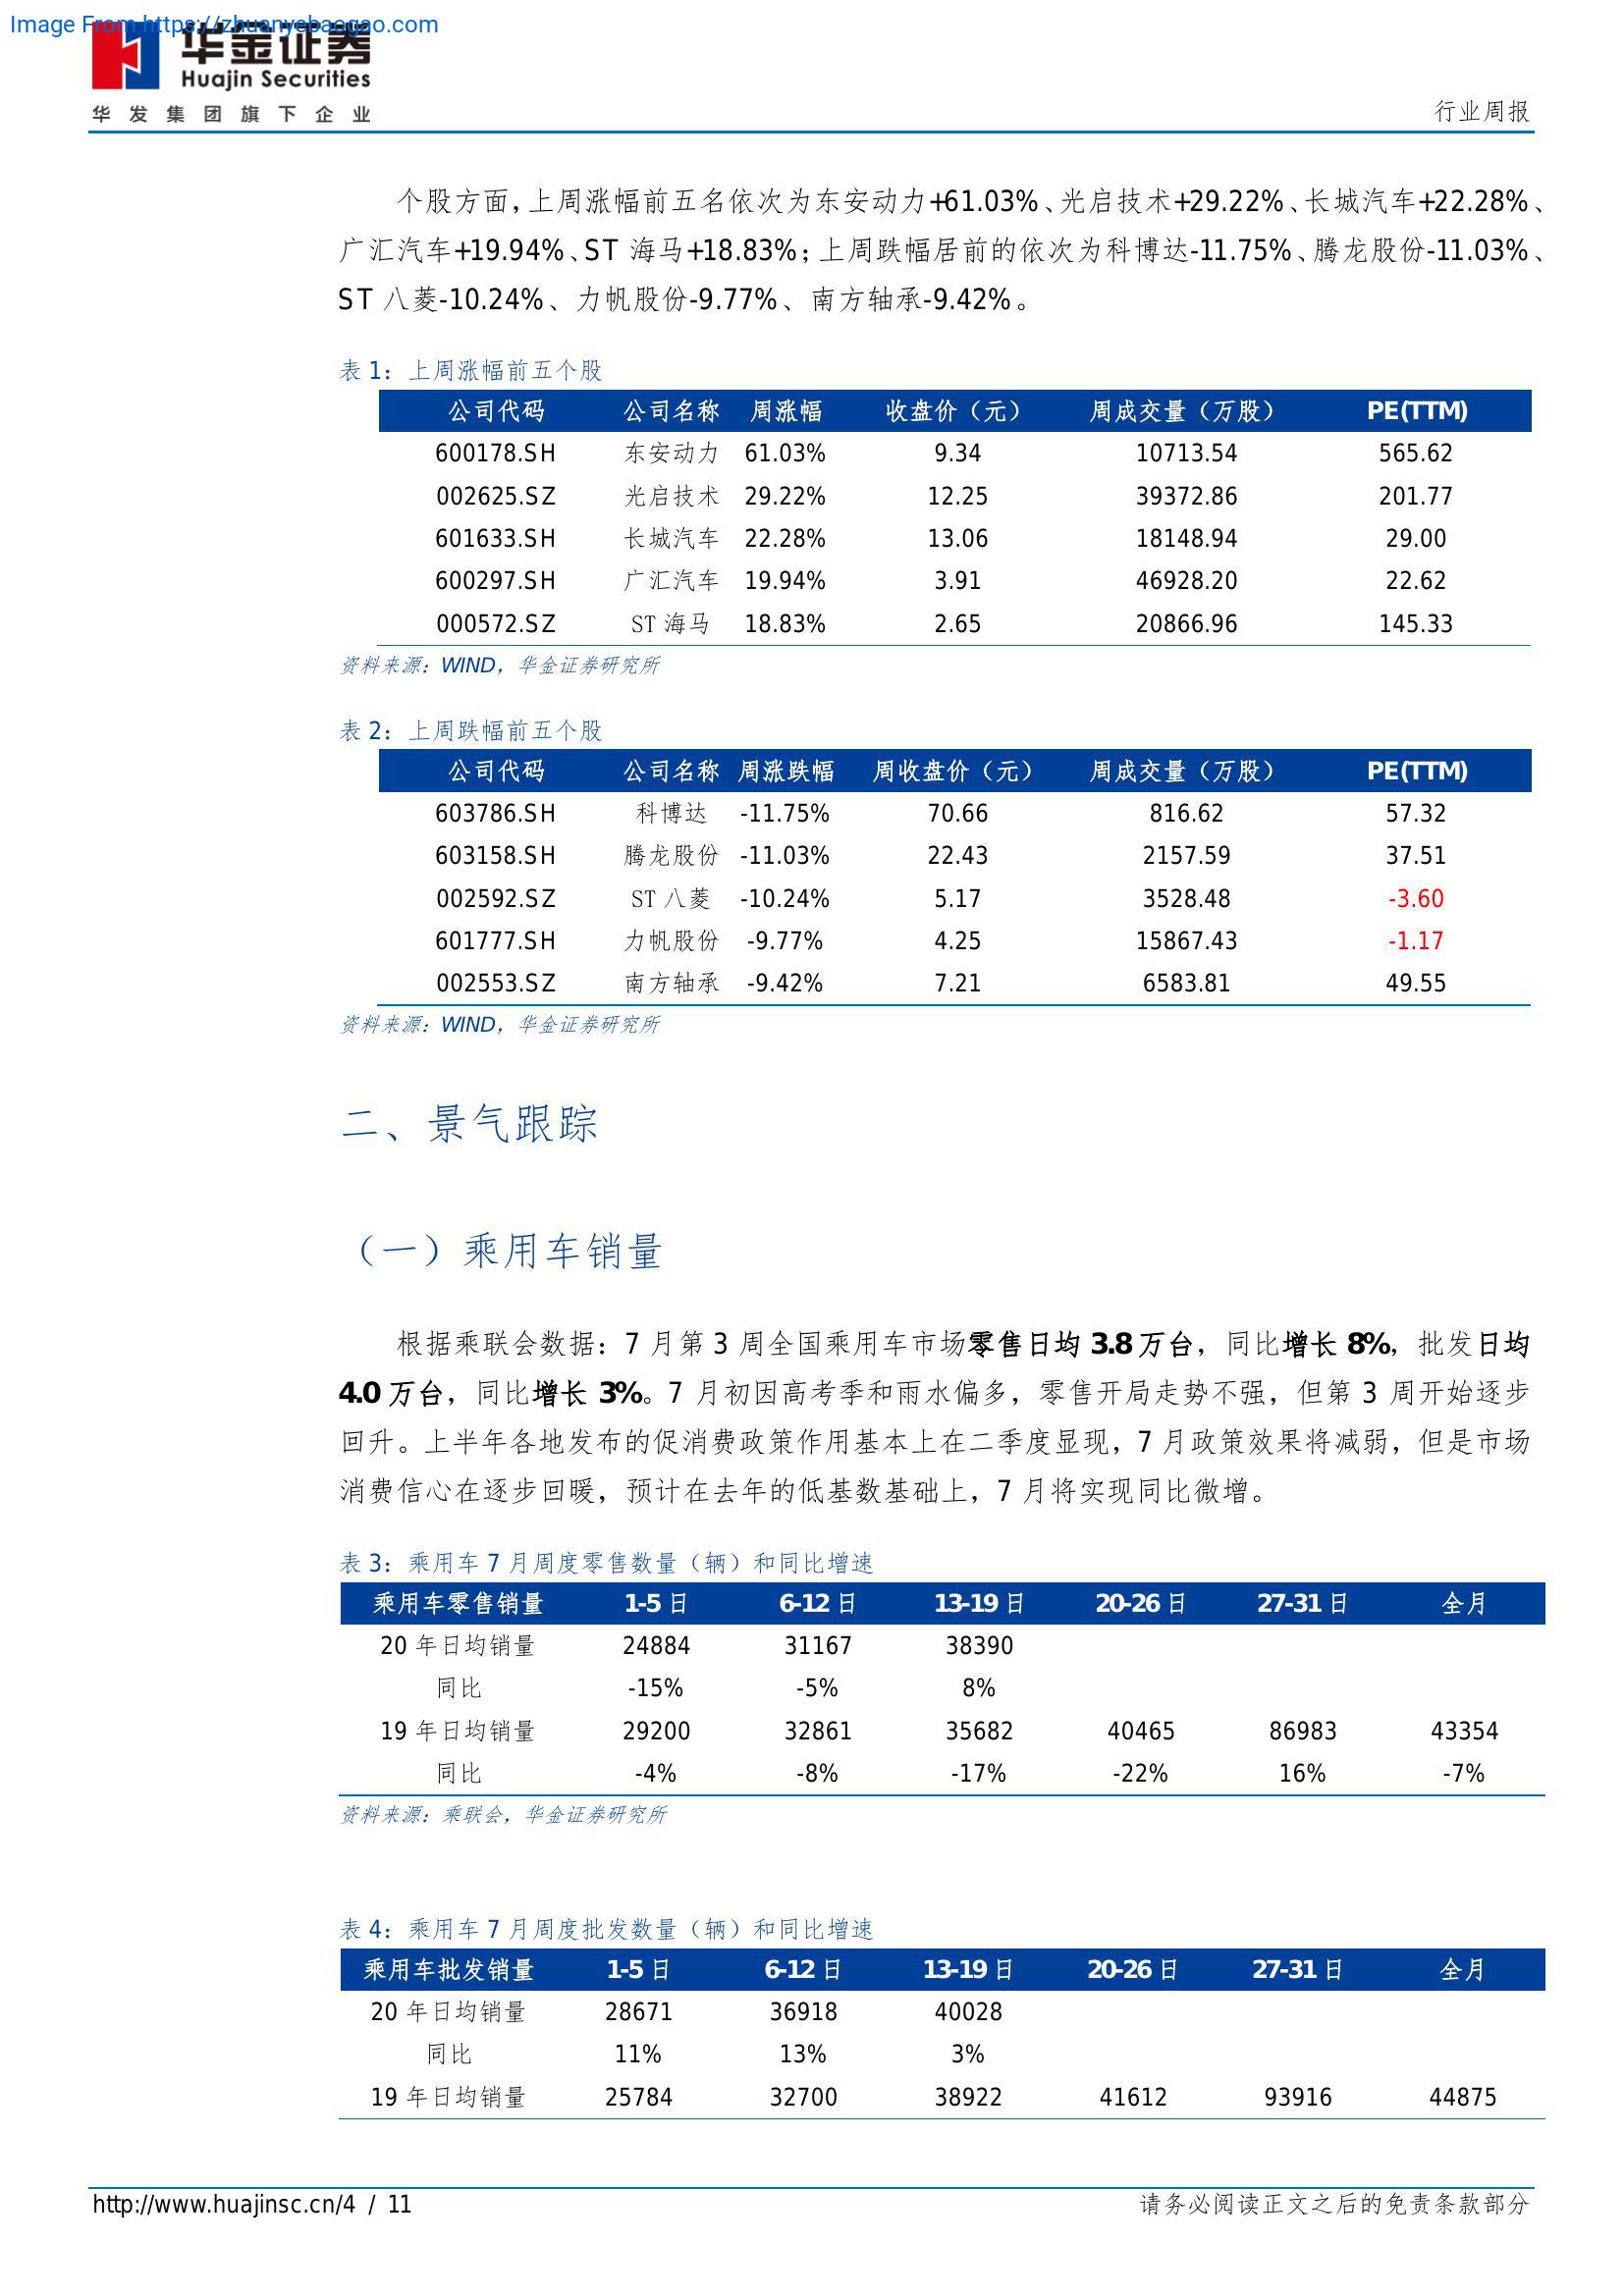 Image From https://zhuanyebaogao.com
华金证券
Huajin Securities
华发集团旗下企业
行业周报
个股方面，上周涨幅前五名依次为东安动力+61.03%、光启技术+29.22%、长城汽车+22.28%、
广汇汽车+19.94%、ST 海马+18.83%；上周跌幅居前的依次为科博达-11.75%、腾龙股份-11.03%、
ST 八菱-10.24%、力帆股份-9.77%、南方轴承-9.42%。
表 1：上周涨幅前五个股
公司代码 公司名称 周涨幅 收盘价（元） 周成交量（万股） PE(TTM)
600178.SH 东安动力 61.03% 9.34 10713.54 565.62
002625.SZ 光启技术 29.22% 12.25 39372.86 201.77
601633.SH 长城汽车 22.28% 13.06 18148.94 29.00
600297.SH 广汇汽车 19.94% 3.91 46928.20 22.62
000572.SZ ST 海马 18.83% 2.65 20866.96 145.33
资料来源：WIND，华金证券研究所
表 2：上周跌幅前五个股
公司代码 公司名称 周涨跌幅 周收盘价（元） 周成交量（万股） PE(TTM)
603786.SH 科博达 -11.75% 70.66 816.62 57.32
603158.SH 腾龙股份 -11.03% 22.43 2157.59 37.51
002592.SZ ST 八菱 -10.24% 5.17 3528.48 -3.60
601777.SH 力帆股份 -9.77% 4.25 15867.43 -1.17
002553.SZ 南方轴承 -9.42% 7.21 6583.81 49.55
资料来源：WIND，华金证券研究所
二、景气跟踪
（一）乘用车销量
根据乘联会数据：7 月第 3 周全国乘用车市场零售日均 3.8 万台，同比增长 8%，批发日均
4.0 万台，同比增长 3%。7 月初因高考季和雨水偏多，零售开局走势不强，但第 3 周开始逐步
回升。上半年各地发布的促消费政策作用基本上在二季度显现，7 月政策效果将减弱，但是市场
消费信心在逐步回暖，预计在去年的低基数基础上，7 月将实现同比微增。
表 3：乘用车 7 月周度零售数量（辆）和同比增速
乘用车零售销量 1-5 日 6-12 日 13-19 日 20-26 日 27-31 日 全月
20 年日均销量 24884 31167 38390
同比 -15% -5% 8%
19 年日均销量 29200 32861 35682 40465 86983 43354
同比 -4% -8% -17% -22% 16% -7%
资料来源：乘联会，华金证券研究所
表 4：乘用车 7 月周度批发数量（辆）和同比增速
乘用车批发销量 1-5 日 6-12 日 13-19 日 20-26 日 27-31 日 全月
20 年日均销量 28671 36918 40028
同比 11% 13% 3%
19 年日均销量 25784 32700 38922 41612 93916 44875
http://www.huajinsc.cn/4 / 11
请务必阅读正文之后的免责条款部分